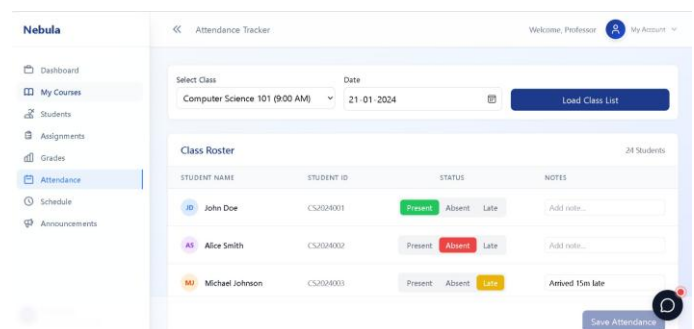 Nebula
Attendance Tracker
Welcome, Professor
My Account
Dashboard
My Courses
Students
Assignments
Grades
Attendance
Schedule
Announcements
Select Class
Date
Computer Science 101 (9:00 AM)
21-01-2024
Load Class List
Class Roster
24 Students
STUDENT NAME STUDENT ID STATUS NOTES
JD John Doe CS2024001 Present Absent Late Add note...
AS Alice Smith CS2024002 Present Absent Late Add note...
MJ Michael Johnson CS2024003 Present Absent Late Arrived 15m late
Save Attendance